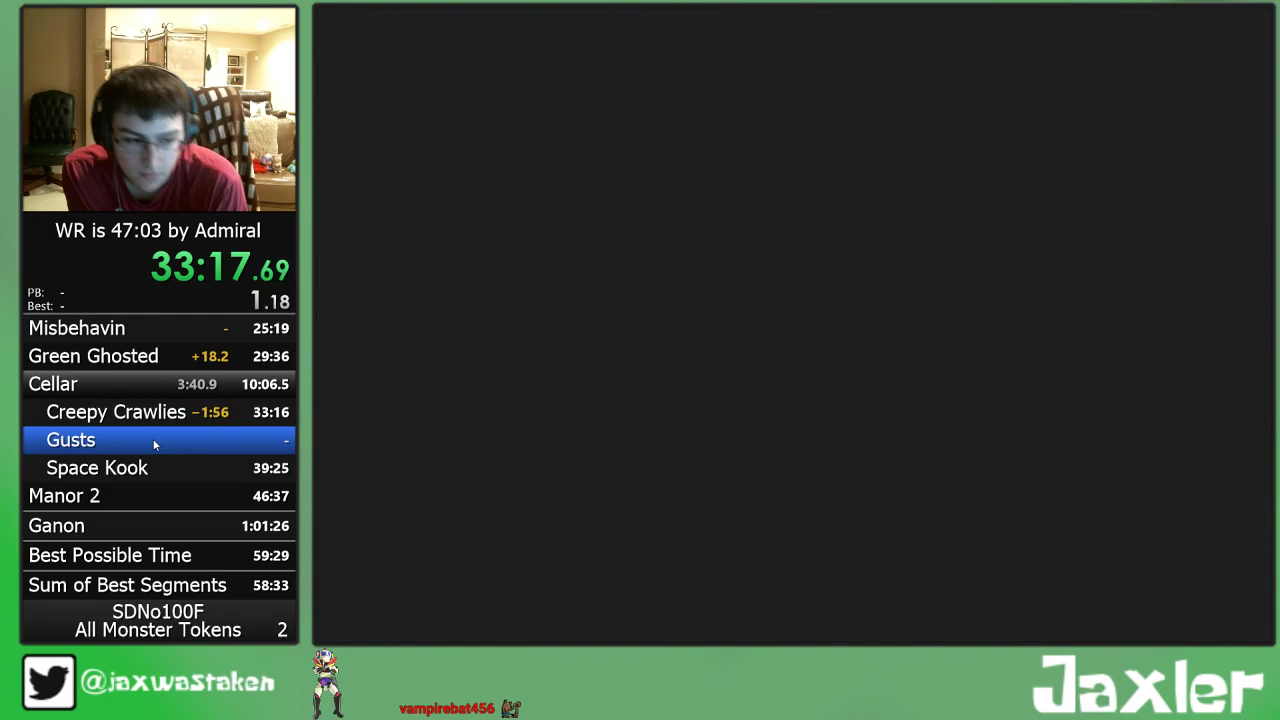 WR is 47:03 by Admiral
33:17.69
PB: -
Best: - 1.18
Misbehavin - 25:19
Green Ghosted +18.2 29:36
Cellar 3:40.9 10:06.5
Creepy Crawlies −1:56 33:16
Gusts -
Space Kook 39:25
Manor 2 46:37
Ganon 1:01:26
Best Possible Time 59:29
Sum of Best Segments 58:33
SDNo100F
All Monster Tokens 2
@jaxwaStaken
vampirebat456
Jaxler